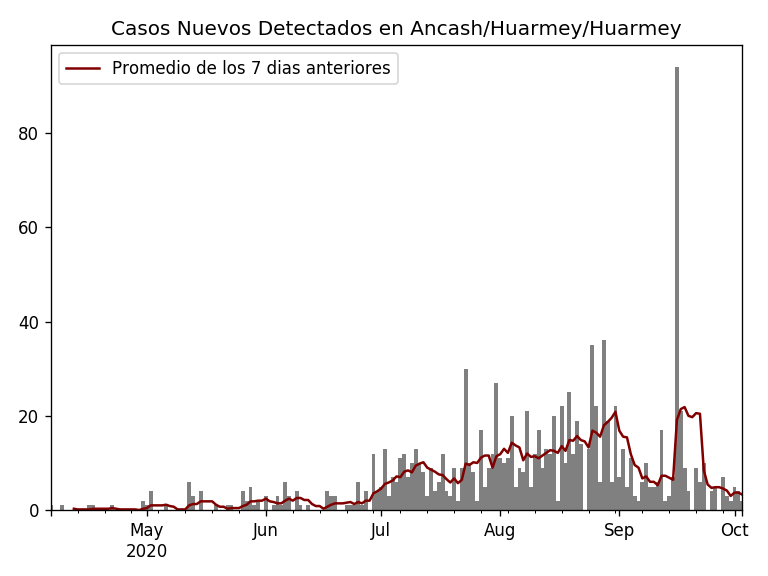 Casos Nuevos Detectados en Ancash/Huarmey/Huarmey
Promedio de los 7 dias anteriores
80
60
40
20
0
May Jun Jul Aug Sep Oct
2020